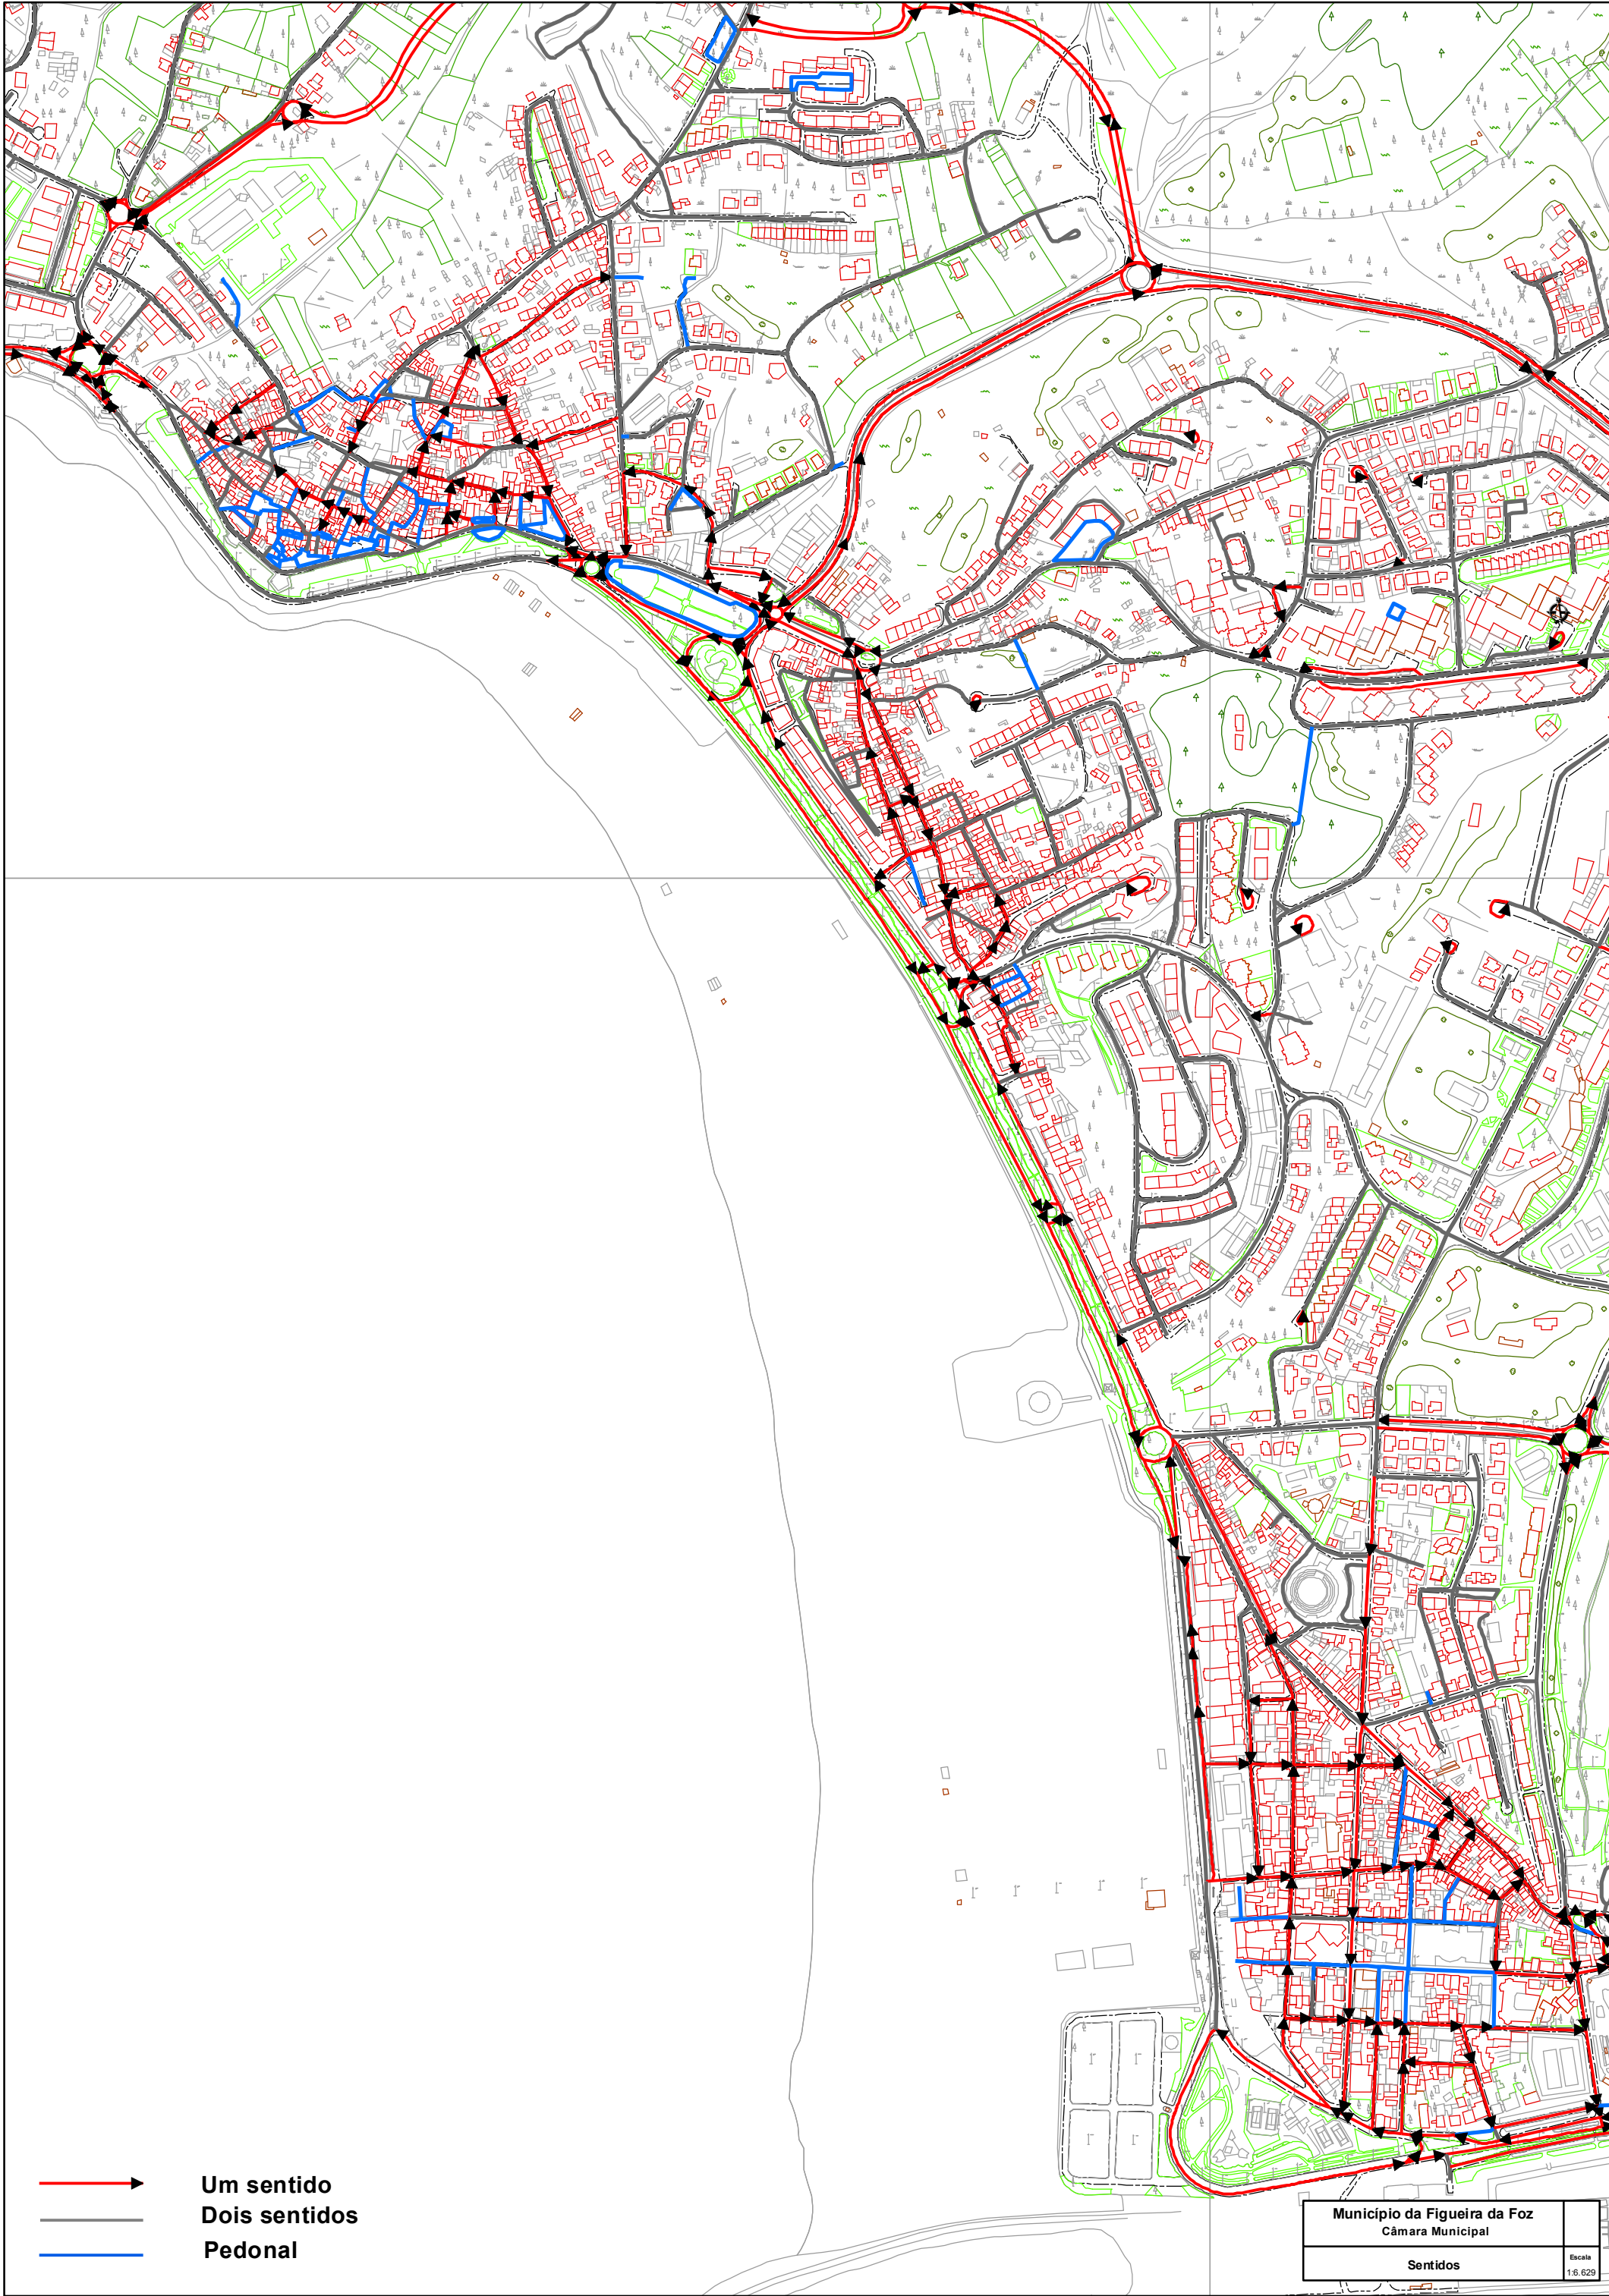 Um sentido
Dois sentidos
Pedonal
Município da Figueira da Foz
Câmara Municipal
Sentidos
Escala
1:6.629